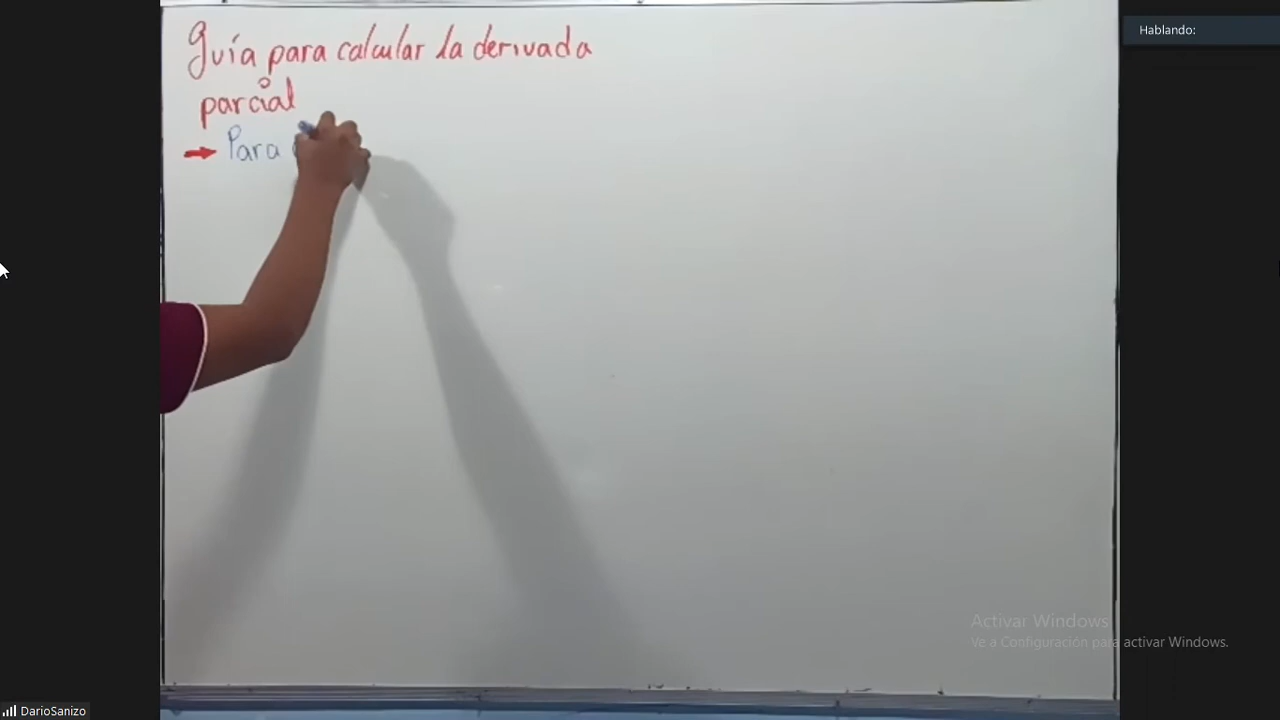 Guía para calcular la derivada
parcial
Para
Hablando:
Activar Windows
Ve a Configuración para activar Windows.
DarioSanizo